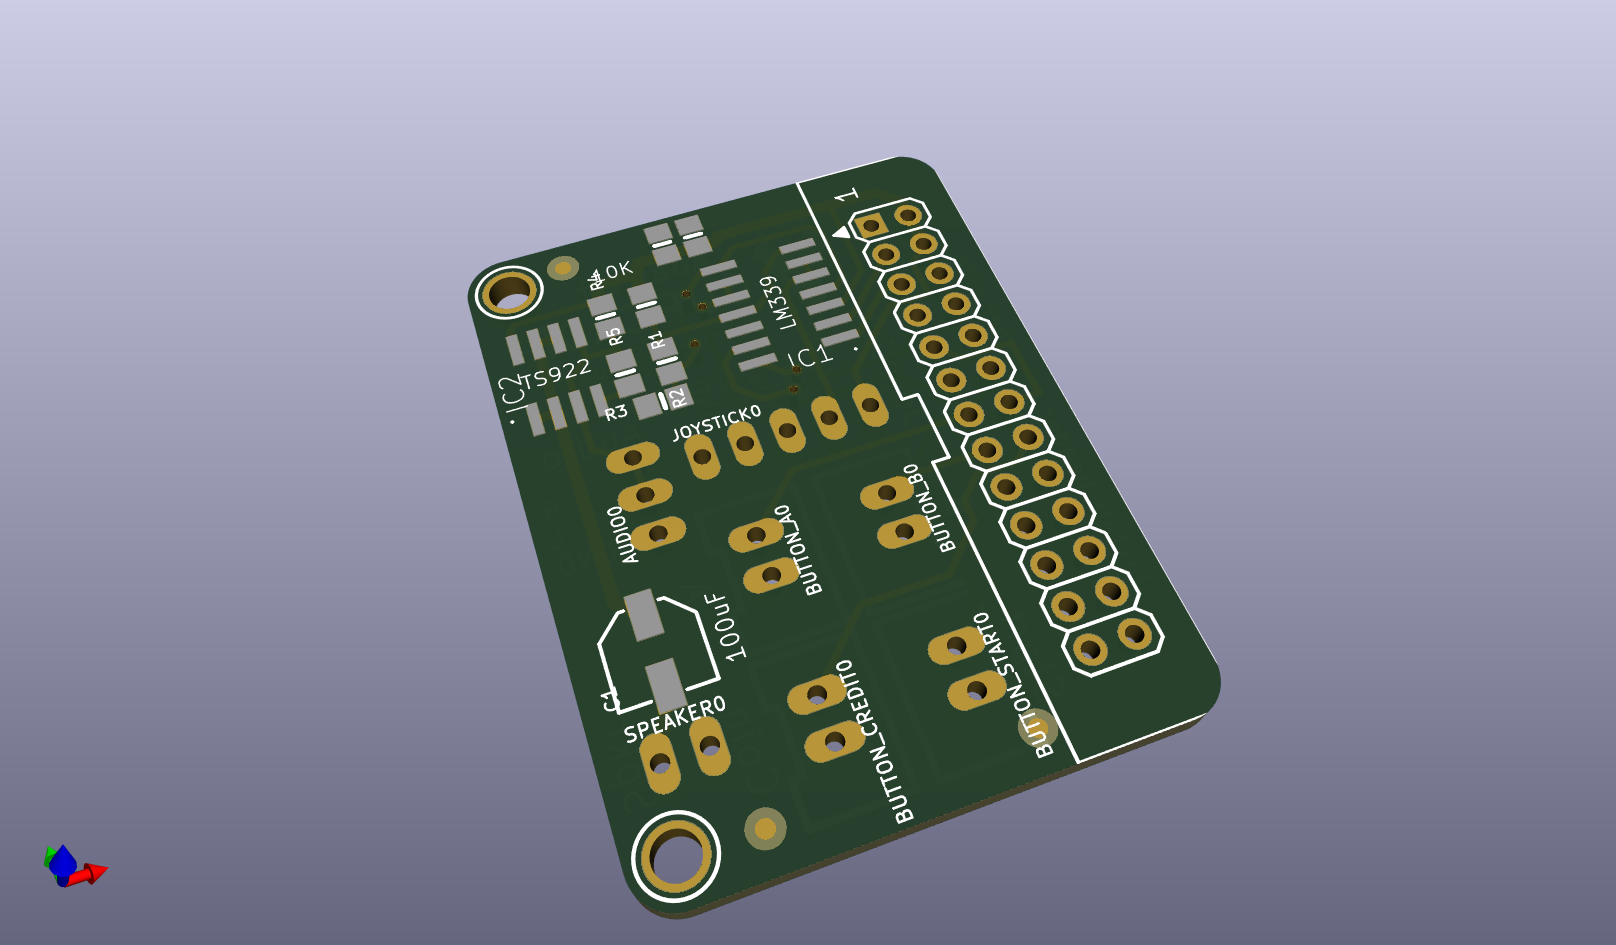 1
10K
R4
R5
R1
LM339
IC1
TS922
IC2
R3
R2
JOYSTICK0
AUDIO0
BUTTON_A0
BUTTON_B0
100uF
C1
SPEAKER0
BUTTON_CREDIT0
BUTTON_START0